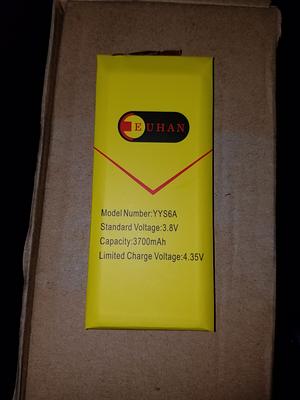 EUHAN
Model Number:YYS6A
Standard Voltage:3.8V
Capacity:3700mAh
Limited Charge Voltage:4.35V